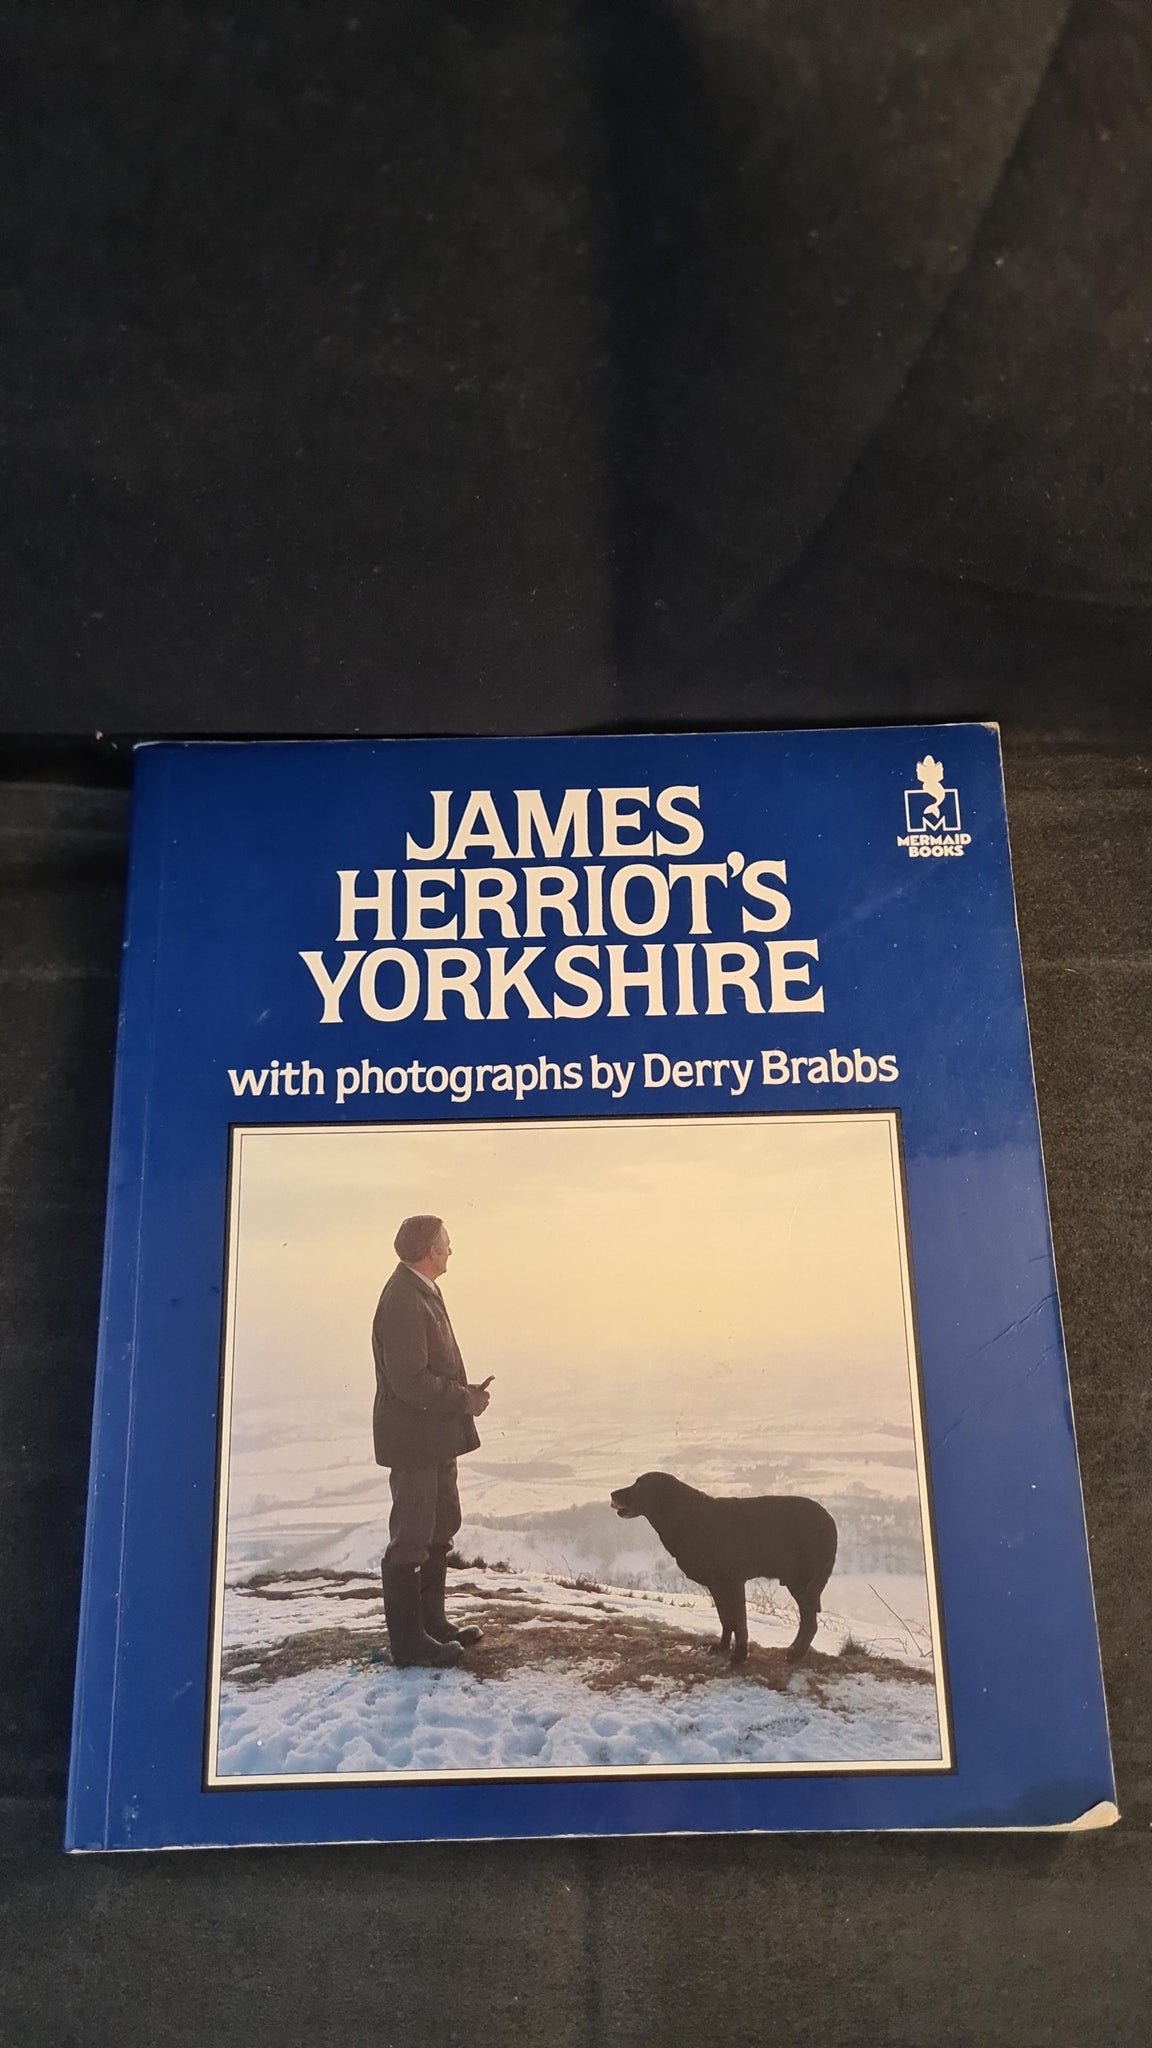 JAMES
HERRIOT'S
YORKSHIRE
with photographs by Derry Brabbs
M
MERMAID
BOOKS